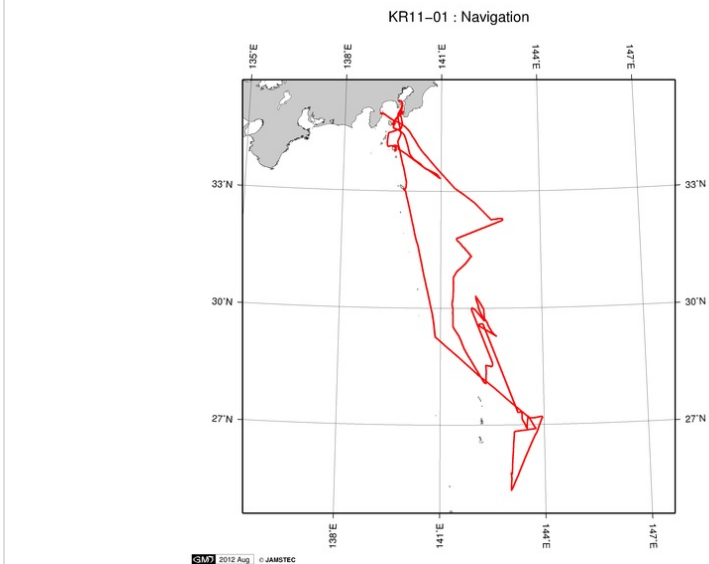 KR11−01 : Navigation
135°E 138°E 141°E 144°E 147°E
33°N 33°N
30°N 30°N
27°N 27°N
138°E 141°E 144°E 147°E
GMD 2012 Aug © JAMSTEC